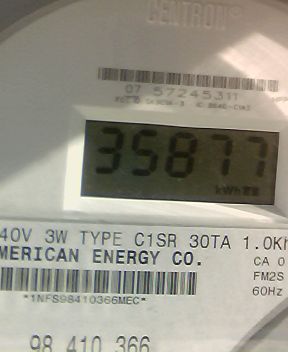 CENTRON®
07 57245311
35877
kWh
40V 3W TYPE C1SR 30TA 1.0Kh
MERICAN ENERGY CO.
CA 0
FM2S
60Hz
*1NFS98410366MEC*
98 410 366